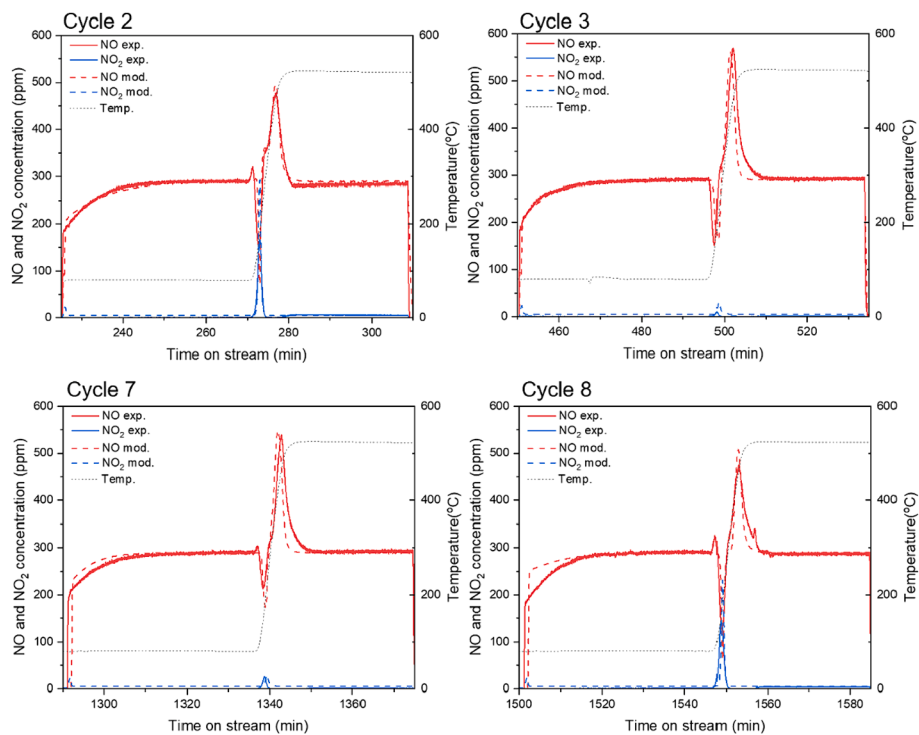 Cycle 2
600
500
400
300
200
100
0
NO and NO2 concentration (ppm)
NO exp.
NO2 exp.
NO mod.
NO2 mod.
Temp.
600
400
200
0
Temperature(ºC)
240
260
280
300
Time on stream (min)
Cycle 3
600
500
400
300
200
100
0
NO and NO2 concentration (ppm)
NO exp.
NO2 exp.
NO mod.
NO2 mod.
Temp.
600
400
200
0
Temperature(ºC)
460
480
500
520
Time on stream (min)
Cycle 7
600
500
400
300
200
100
0
NO and NO2 concentration (ppm)
NO exp.
NO2 exp.
NO mod.
NO2 mod.
Temp.
600
400
200
0
Temperature(ºC)
1300
1320
1340
1360
Time on stream (min)
Cycle 8
600
500
400
300
200
100
0
NO and NO2 concentration (ppm)
NO exp.
NO2 exp.
NO mod.
NO2 mod.
Temp.
600
400
200
0
Temperature(ºC)
1500
1520
1540
1560
1580
Time on stream (min)